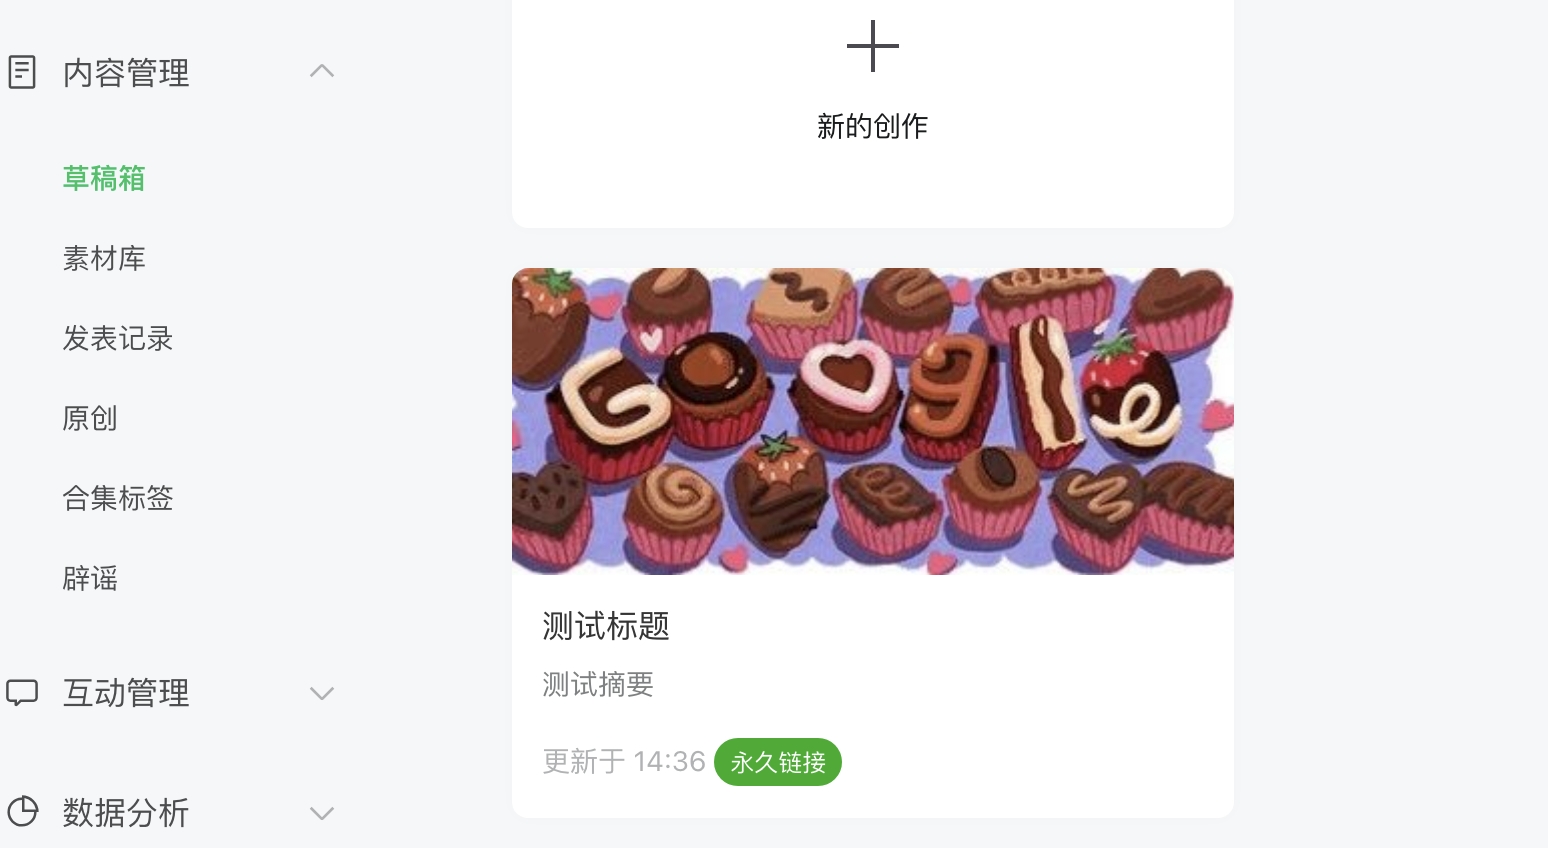 内容管理
草稿箱
素材库
发表记录
原创
合集标签
辟谣
互动管理
数据分析
新的创作
Google
测试标题
测试摘要
更新于 14:36 永久链接